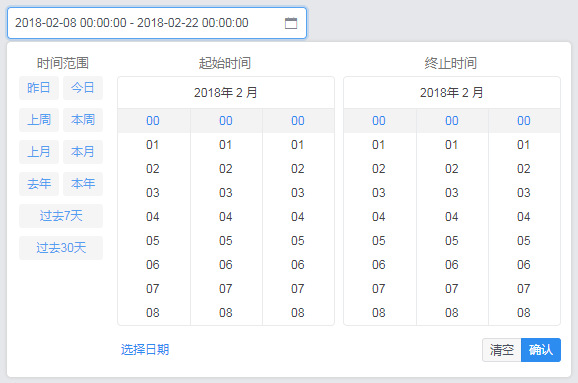 2018-02-08 00:00:00 - 2018-02-22 00:00:00
时间范围 起始时间 终止时间
昨日 今日 2018年 2 月 2018年 2 月
上周 本周
上月 本月
去年 本年
过去7天
过去30天
00 00 00 00 00 00
01 01 01 01 01 01
02 02 02 02 02 02
03 03 03 03 03 03
04 04 04 04 04 04
05 05 05 05 05 05
06 06 06 06 06 06
07 07 07 07 07 07
08 08 08 08 08 08
选择日期 清空 确认